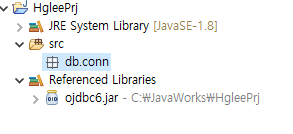 HgleePrj
JRE System Library [JavaSE-1.8]
src
db.conn
Referenced Libraries
ojdbc6.jar - C:₩JavaWorks₩HgleePrj